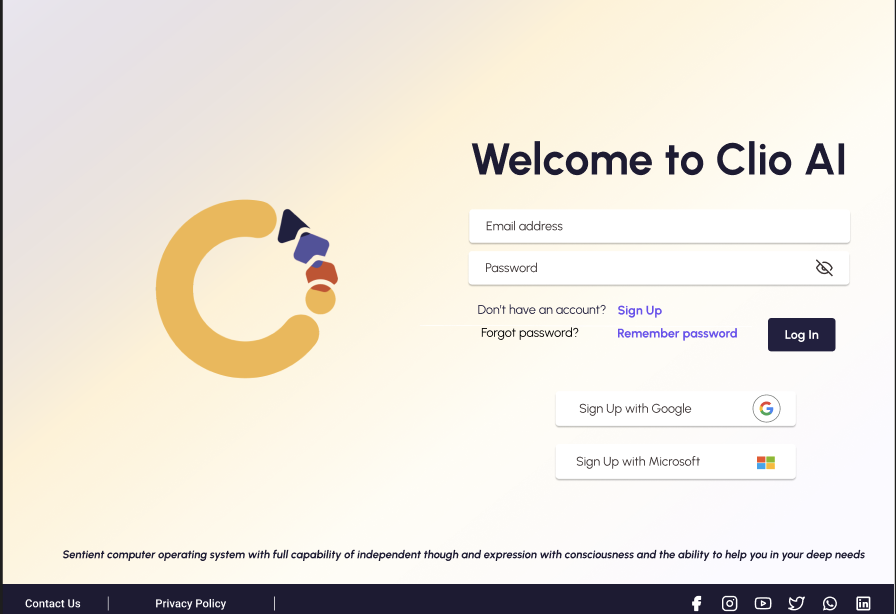 Welcome to Clio AI
Email address
Password
Don't have an account? Sign Up
Forgot password? Remember password
Log In
Sign Up with Google
Sign Up with Microsoft
Sentient computer operating system with full capability of independent though and expression with consciousness and the ability to help you in your deep needs
Contact Us | Privacy Policy |